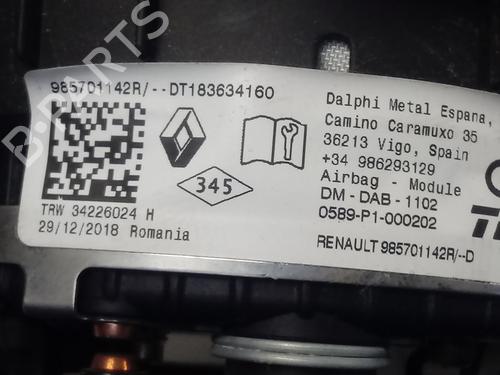 985701142R/--DT183634160
345
TRW 34226024 H
29/12/2018 Romania
Dalphi Metal Espana,
Camino Caramuxo 35
36213 Vigo, Spain
+34 986293129
Airbag - Module
DM - DAB - 1102
0589-P1-000202
RENAULT 985701142R/--D
B-PARTS